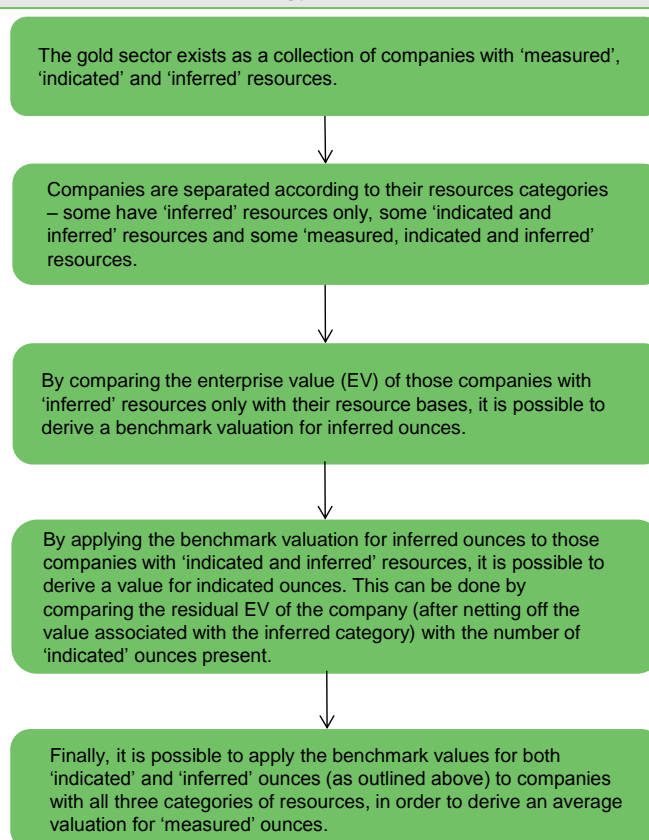 The gold sector exists as a collection of companies with ‘measured’,
‘indicated’ and ‘inferred’ resources.
Companies are separated according to their resources categories
– some have ‘inferred’ resources only, some ‘indicated and
inferred’ resources and some ‘measured, indicated and inferred’
resources.
By comparing the enterprise value (EV) of those companies with
‘inferred’ resources only with their resource bases, it is possible to
derive a benchmark valuation for inferred ounces.
By applying the benchmark valuation for inferred ounces to those
companies with ‘indicated and inferred’ resources, it is possible to
derive a value for indicated ounces. This can be done by
comparing the residual EV of the company (after netting off the
value associated with the inferred category) with the number of
‘indicated’ ounces present.
Finally, it is possible to apply the benchmark values for both
‘indicated’ and ‘inferred’ ounces (as outlined above) to companies
with all three categories of resources, in order to derive an average
valuation for ‘measured’ ounces.